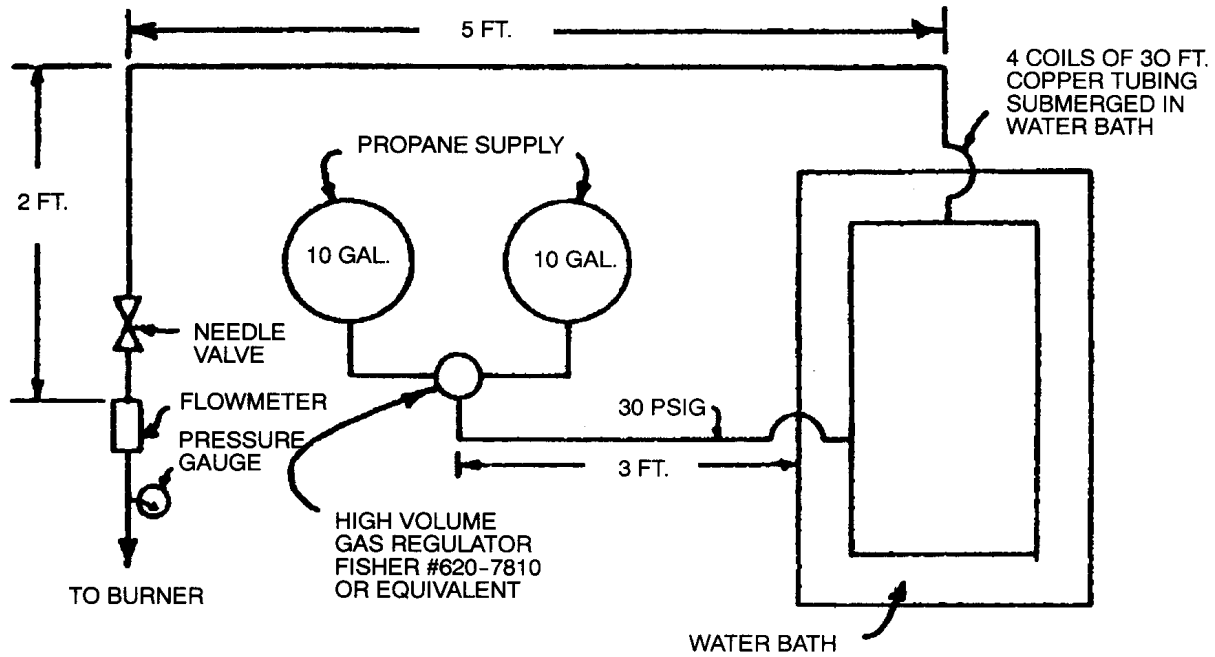 5 FT.
4 COILS OF 30 FT.
COPPER TUBING
SUBMERGED IN
WATER BATH
PROPANE SUPPLY
2 FT.
10 GAL.
10 GAL.
NEEDLE
VALVE
FLOWMETER
30 PSIG
PRESSURE
GAUGE
3 FT.
HIGH VOLUME
GAS REGULATOR
FISHER #620-7810
OR EQUIVALENT
TO BURNER
WATER BATH